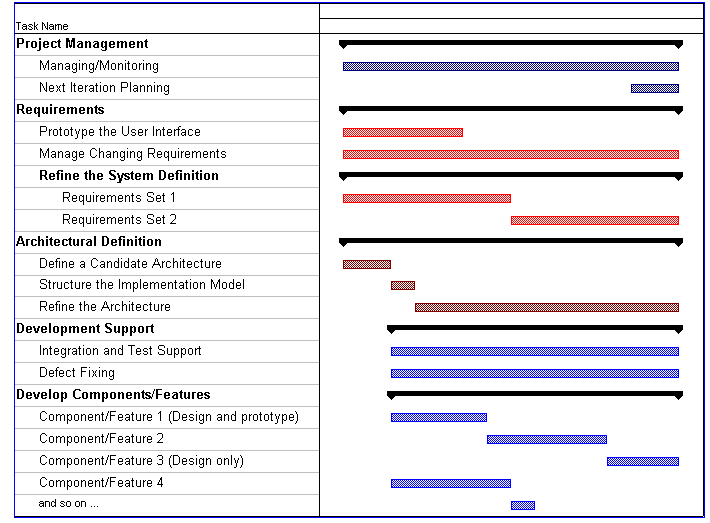 Task Name
Project Management
Managing/Monitoring
Next Iteration Planning
Requirements
Prototype the User Interface
Manage Changing Requirements
Refine the System Definition
Requirements Set 1
Requirements Set 2
Architectural Definition
Define a Candidate Architecture
Structure the Implementation Model
Refine the Architecture
Development Support
Integration and Test Support
Defect Fixing
Develop Components/Features
Component/Feature 1 (Design and prototype)
Component/Feature 2
Component/Feature 3 (Design only)
Component/Feature 4
and so on ...